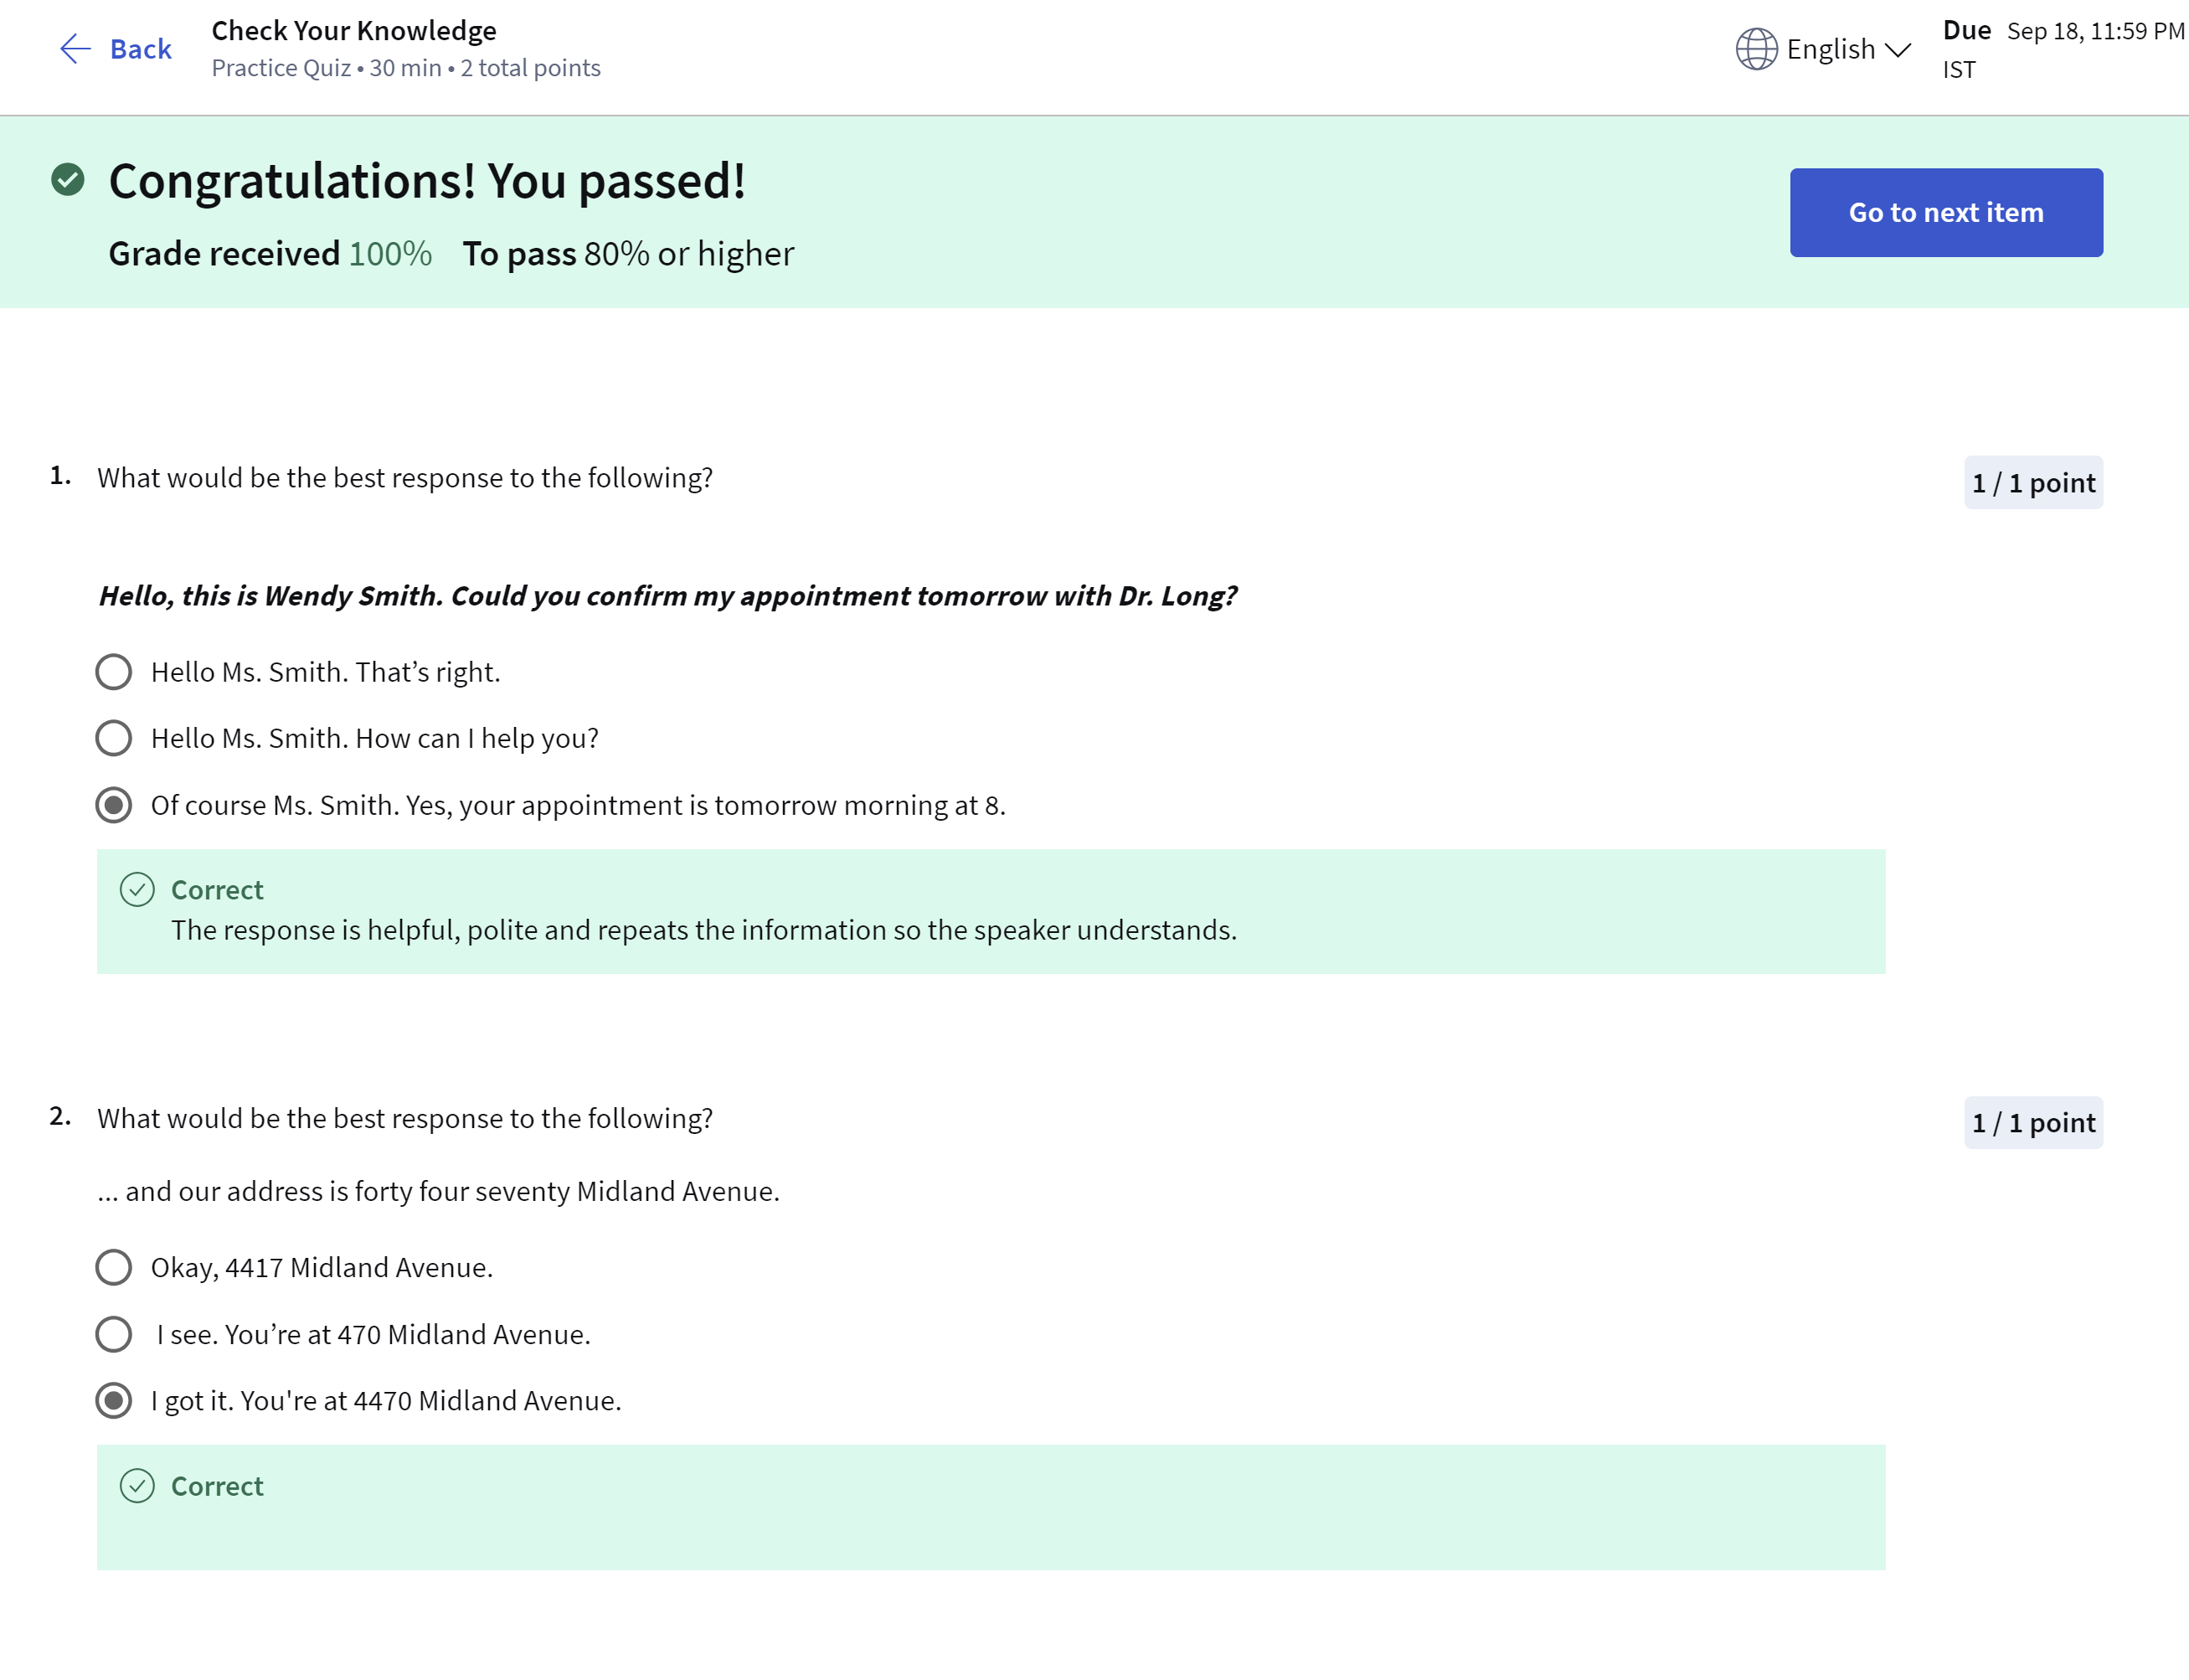 Back
Check Your Knowledge
Practice Quiz • 30 min • 2 total points
English
Due Sep 18, 11:59 PM
IST
Congratulations! You passed!
Grade received 100% To pass 80% or higher
Go to next item
1. What would be the best response to the following?
1 / 1 point
Hello, this is Wendy Smith. Could you confirm my appointment tomorrow with Dr. Long?
Hello Ms. Smith. That’s right.
Hello Ms. Smith. How can I help you?
Of course Ms. Smith. Yes, your appointment is tomorrow morning at 8.
Correct
The response is helpful, polite and repeats the information so the speaker understands.
2. What would be the best response to the following?
1 / 1 point
... and our address is forty four seventy Midland Avenue.
Okay, 4417 Midland Avenue.
I see. You’re at 470 Midland Avenue.
I got it. You're at 4470 Midland Avenue.
Correct